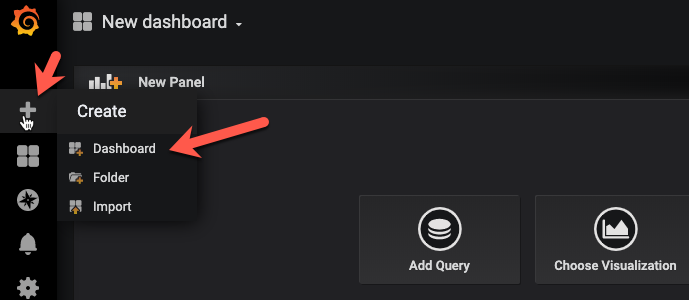 New dashboard
New Panel
Create
Dashboard
Folder
Import
Add Query
Choose Visualization